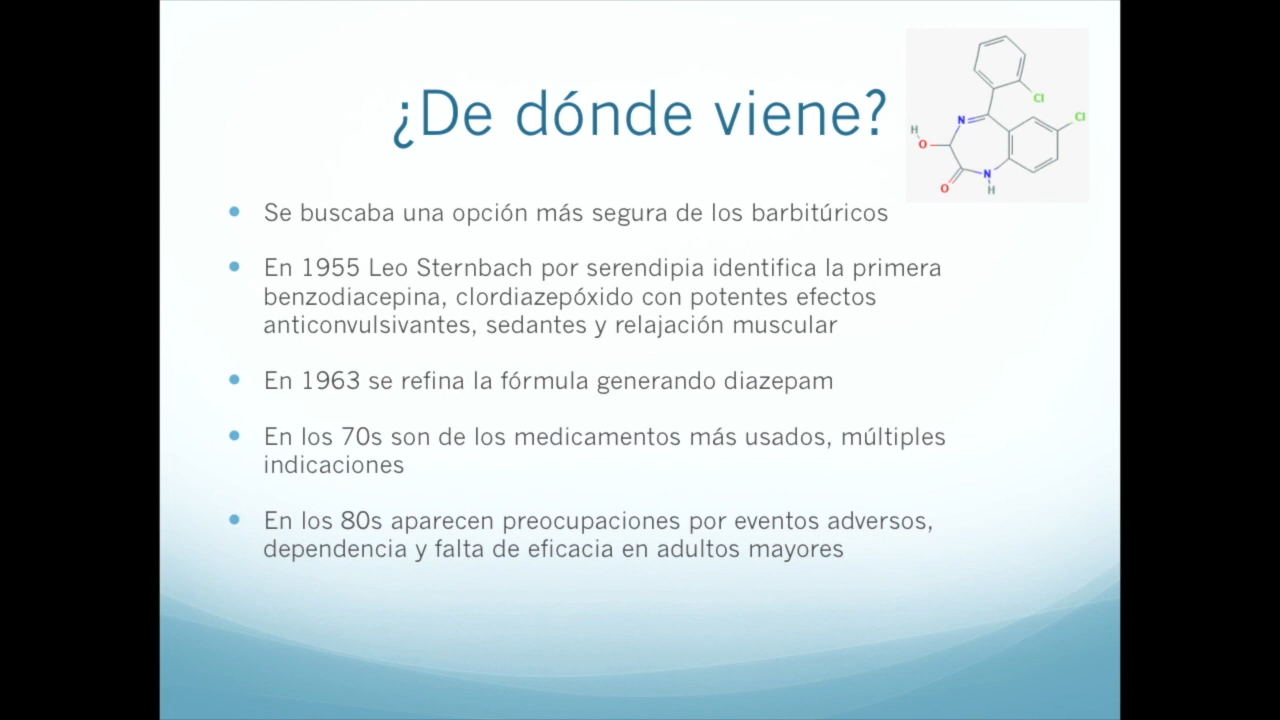 ¿De dónde viene?
Cl
Cl
N
H
O
O
N
H
Se buscaba una opción más segura de los barbitúricos
En 1955 Leo Sternbach por serendipia identifica la primera
benzodiacepina, clordiazepóxido con potentes efectos
anticonvulsivantes, sedantes y relajación muscular
En 1963 se refina la fórmula generando diazepam
En los 70s son de los medicamentos más usados, múltiples
indicaciones
En los 80s aparecen preocupaciones por eventos adversos,
dependencia y falta de eficacia en adultos mayores